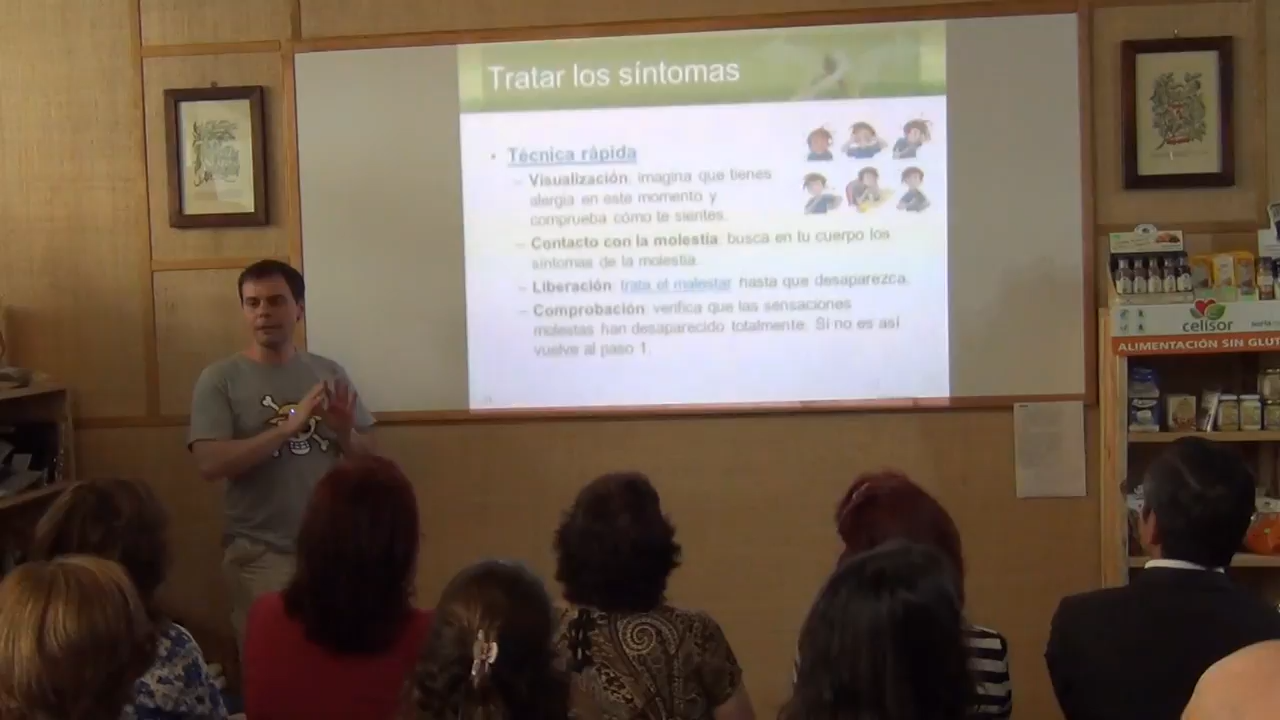 Tratar los síntomas
• Técnica rápida
– Visualización: imagina que tienes
alergia en este momento y
comprueba cómo te sientes.
– Contacto con la molestia: busca en tu cuerpo los
síntomas de la molestia.
– Liberación: trata el malestar hasta que desaparezca.
– Comprobación: verifica que las sensaciones
molestas han desaparecido totalmente. Si no es así
vuelve al paso 1.
celisor
ALIMENTACIÓN SIN GLUT